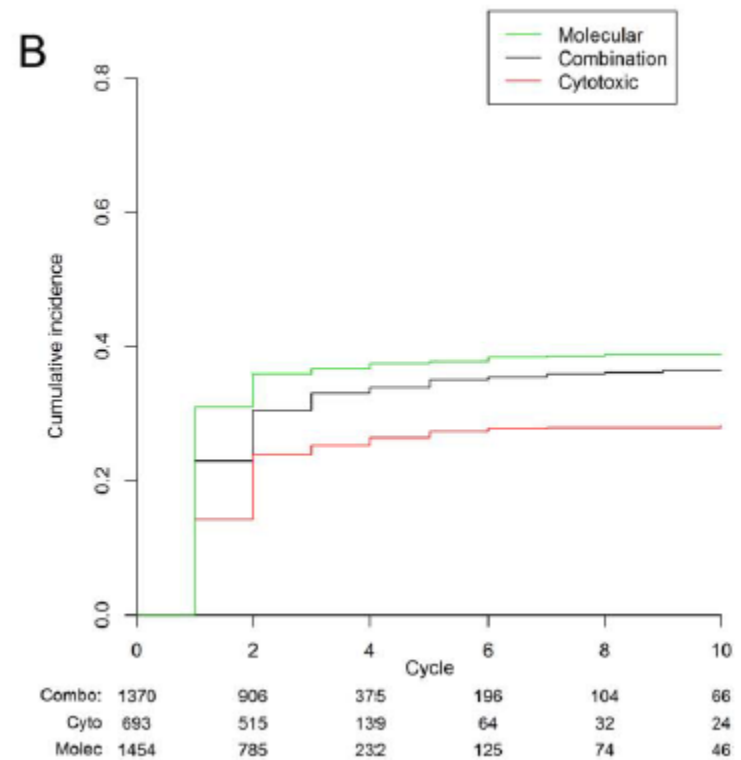 B
Molecular
Combination
Cytotoxic
0.8
0.6
0.4
0.2
0.0
Cumulative incidence
0 2 4 6 8 10
Cycle
Combo: 1370 906 375 196 104 66
Cyto 693 515 139 64 32 24
Molec 1454 785 232 125 74 46